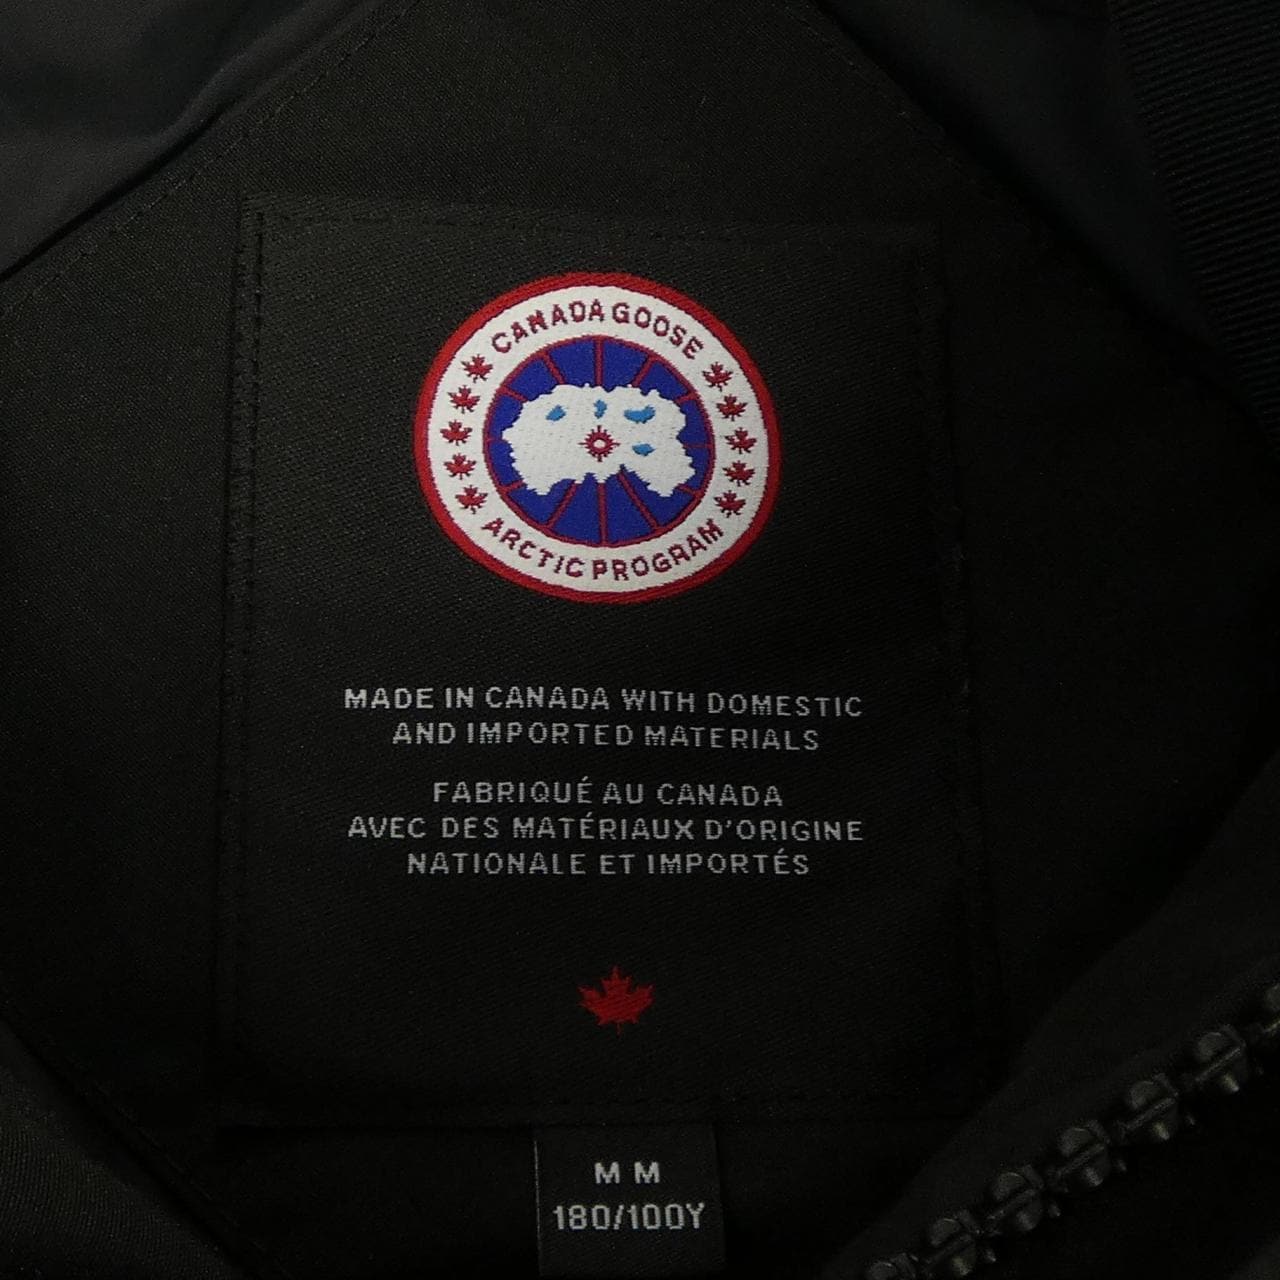 CANADA GOOSE
ARCTIC PROGRAM
MADE IN CANADA WITH DOMESTIC
AND IMPORTED MATERIALS
FABRIQUÉ AU CANADA
AVEC DES MATÉRIAUX D'ORIGINE
NATIONALE ET IMPORTÉS
M M
180/100Y